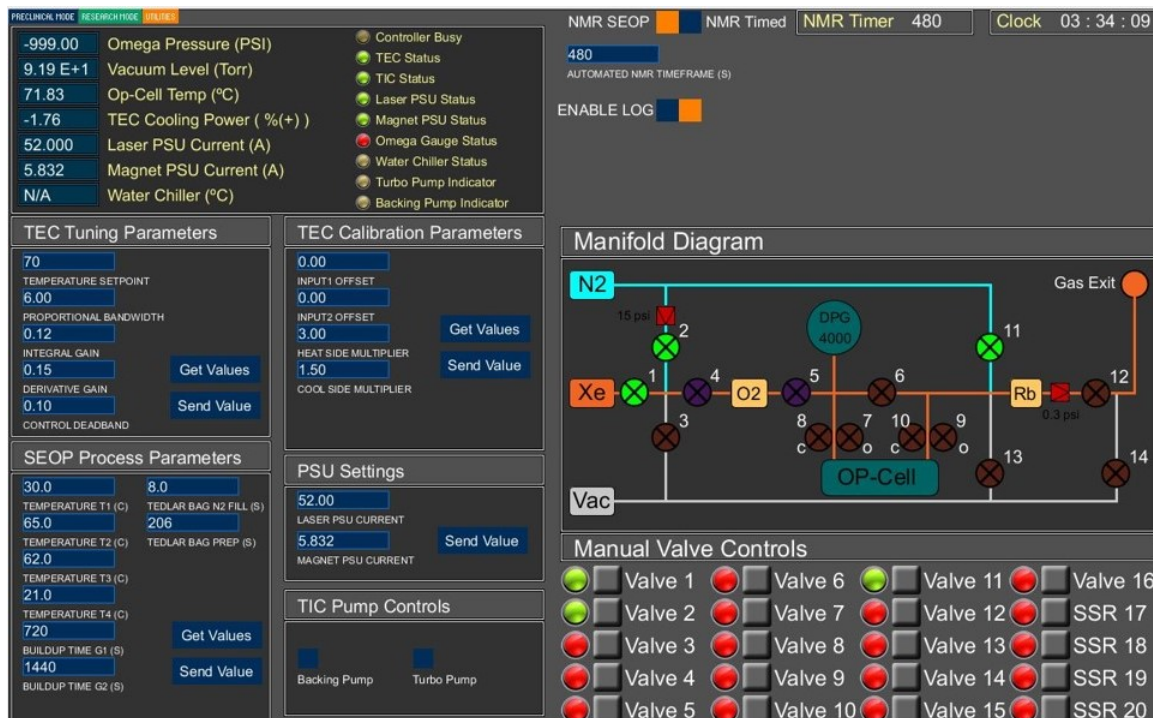 PRECLINICAL MODE RESEARCH MODE UTILITIES
-999.00 Omega Pressure (PSI)
9.19 E+1 Vacuum Level (Torr)
71.83 Op-Cell Temp (ºC)
-1.76 TEC Cooling Power ( %(+) )
52.000 Laser PSU Current (A)
5.832 Magnet PSU Current (A)
N/A Water Chiller (ºC)
Controller Busy
TEC Status
TIC Status
Laser PSU Status
Magnet PSU Status
Omega Gauge Status
Water Chiller Status
Turbo Pump Indicator
Backing Pump Indicator
NMR SEOP NMR Timed NMR Timer 480 Clock 03 : 34 : 09
480
AUTOMATED NMR TIMEFRAME (S)
ENABLE LOG
TEC Tuning Parameters
70
TEMPERATURE SETPOINT
6.00
PROPORTIONAL BANDWIDTH
0.12
INTEGRAL GAIN
0.15
DERIVATIVE GAIN
0.10
CONTROL DEADBAND
Get Values
Send Value
TEC Calibration Parameters
0.00
INPUT1 OFFSET
0.00
INPUT2 OFFSET
3.00
HEAT SIDE MULTIPLIER
1.50
COOL SIDE MULTIPLIER
Get Values
Send Value
SEOP Process Parameters
30.0 8.0
TEMPERATURE T1 (C) TEDLAR BAG N2 FILL (S)
65.0 206
TEMPERATURE T2 (C) TEDLAR BAG PREP (S)
62.0
TEMPERATURE T3 (C)
21.0
TEMPERATURE T4 (C)
720
BUILDUP TIME G1 (S)
1440
BUILDUP TIME G2 (S)
Get Values
Send Value
PSU Settings
52.00
LASER PSU CURRENT
5.832
MAGNET PSU CURRENT
Send Value
TIC Pump Controls
Backing Pump Turbo Pump
Manifold Diagram
N2 Gas Exit
15 psi 2 DPG 4000 11
Xe 1 4 O2 5 6 Rb 12
0.3 psi
3 8 7 10 9
c o c o
OP-Cell 13 14
Vac
Manual Valve Controls
Valve 1 Valve 6 Valve 11 Valve 16
Valve 2 Valve 7 Valve 12 SSR 17
Valve 3 Valve 8 Valve 13 SSR 18
Valve 4 Valve 9 Valve 14 SSR 19
Valve 5 Valve 10 Valve 15 SSR 20